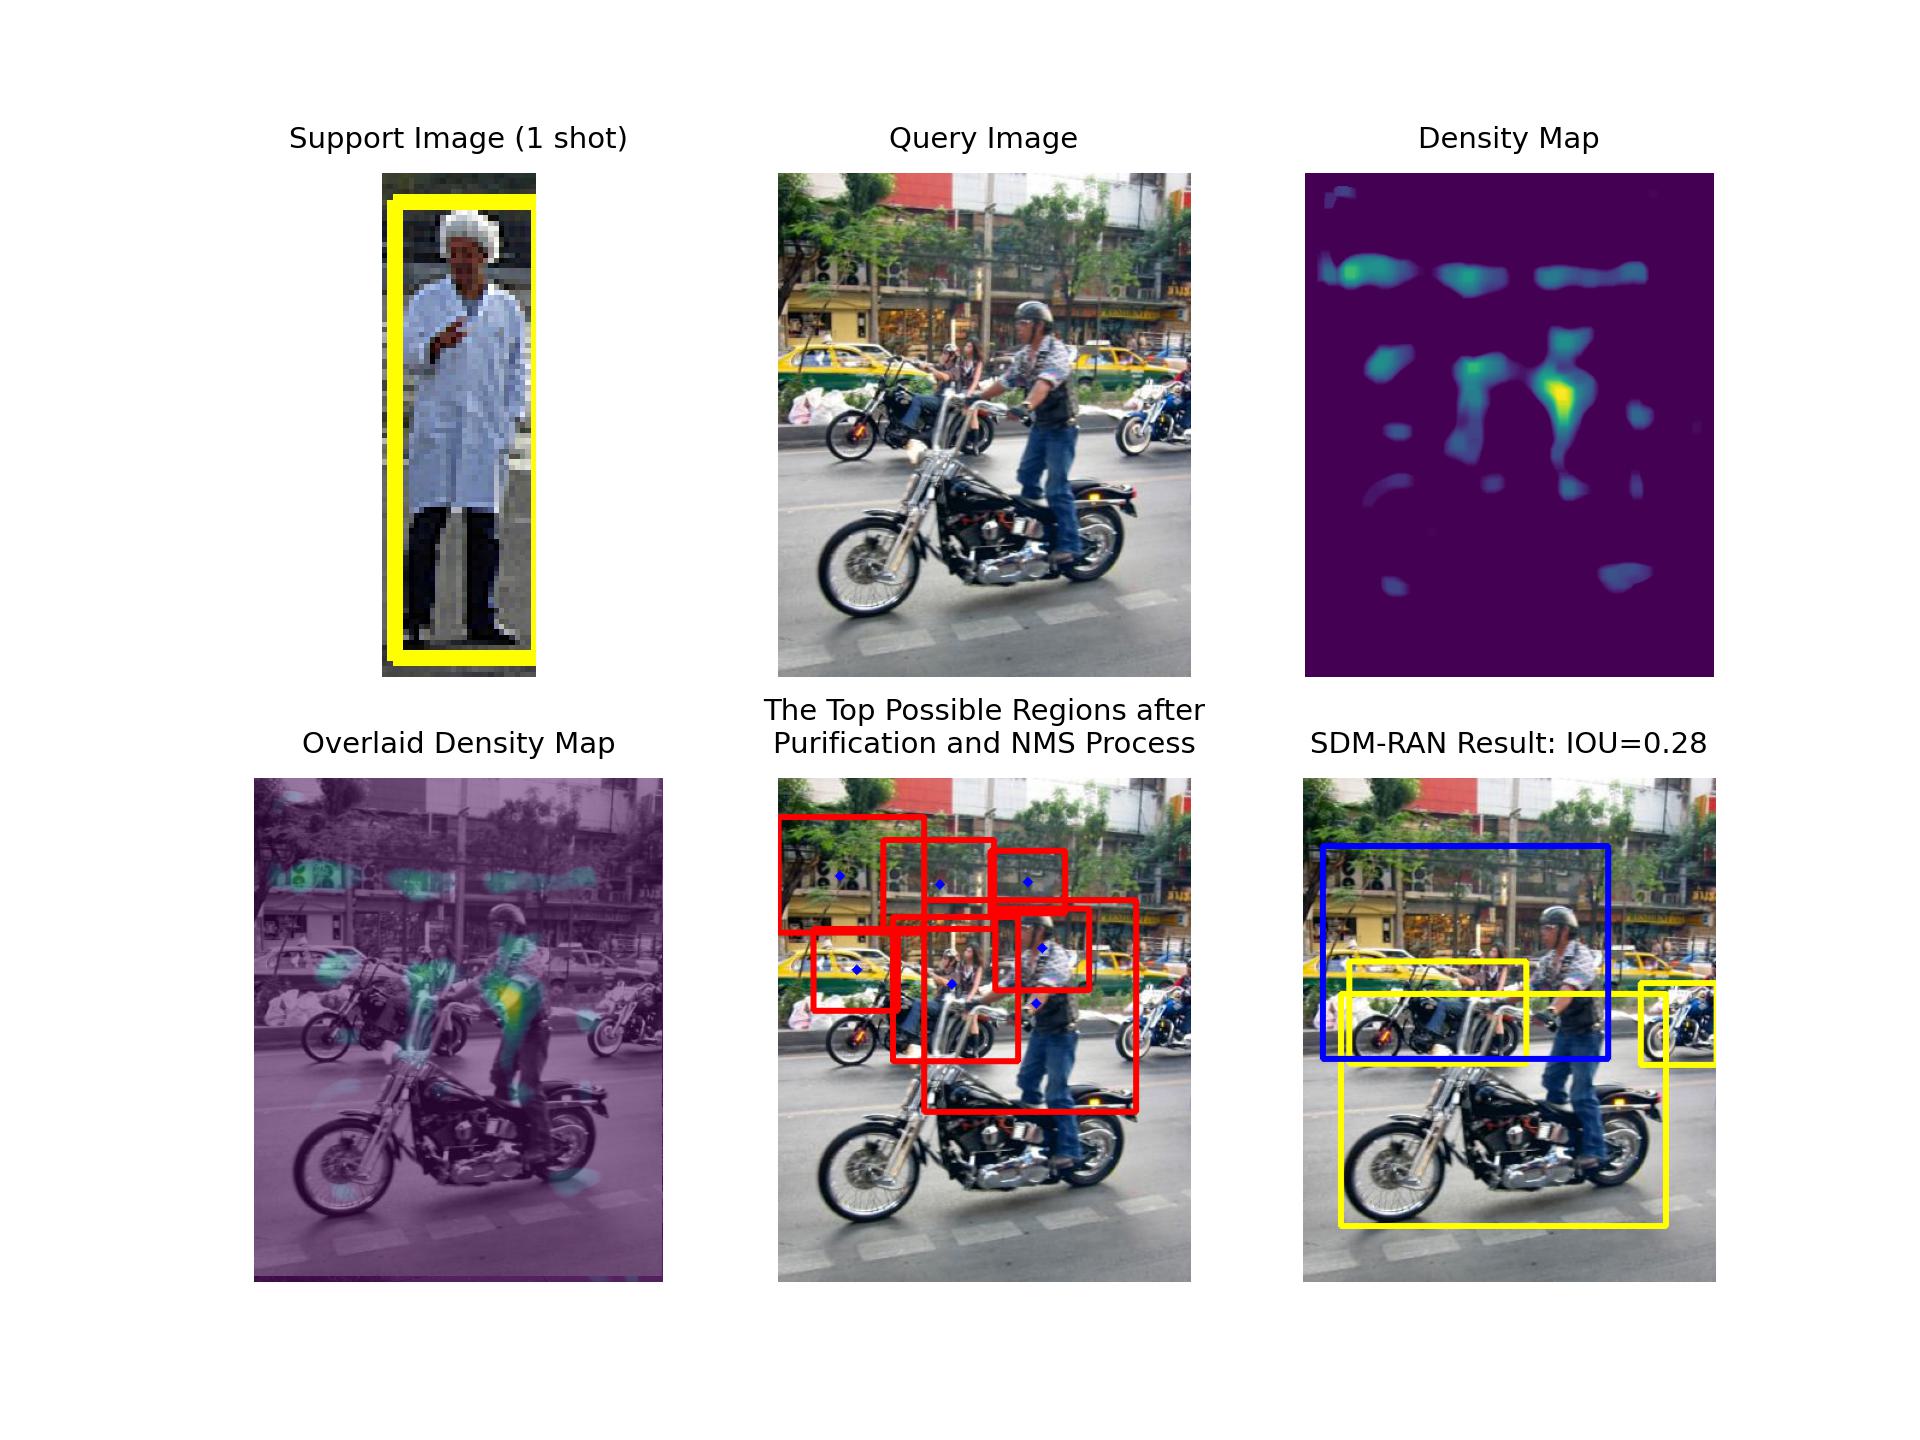 Support Image (1 shot)
Query Image
Density Map
Overlaid Density Map
The Top Possible Regions after
Purification and NMS Process
SDM-RAN Result: IOU=0.28